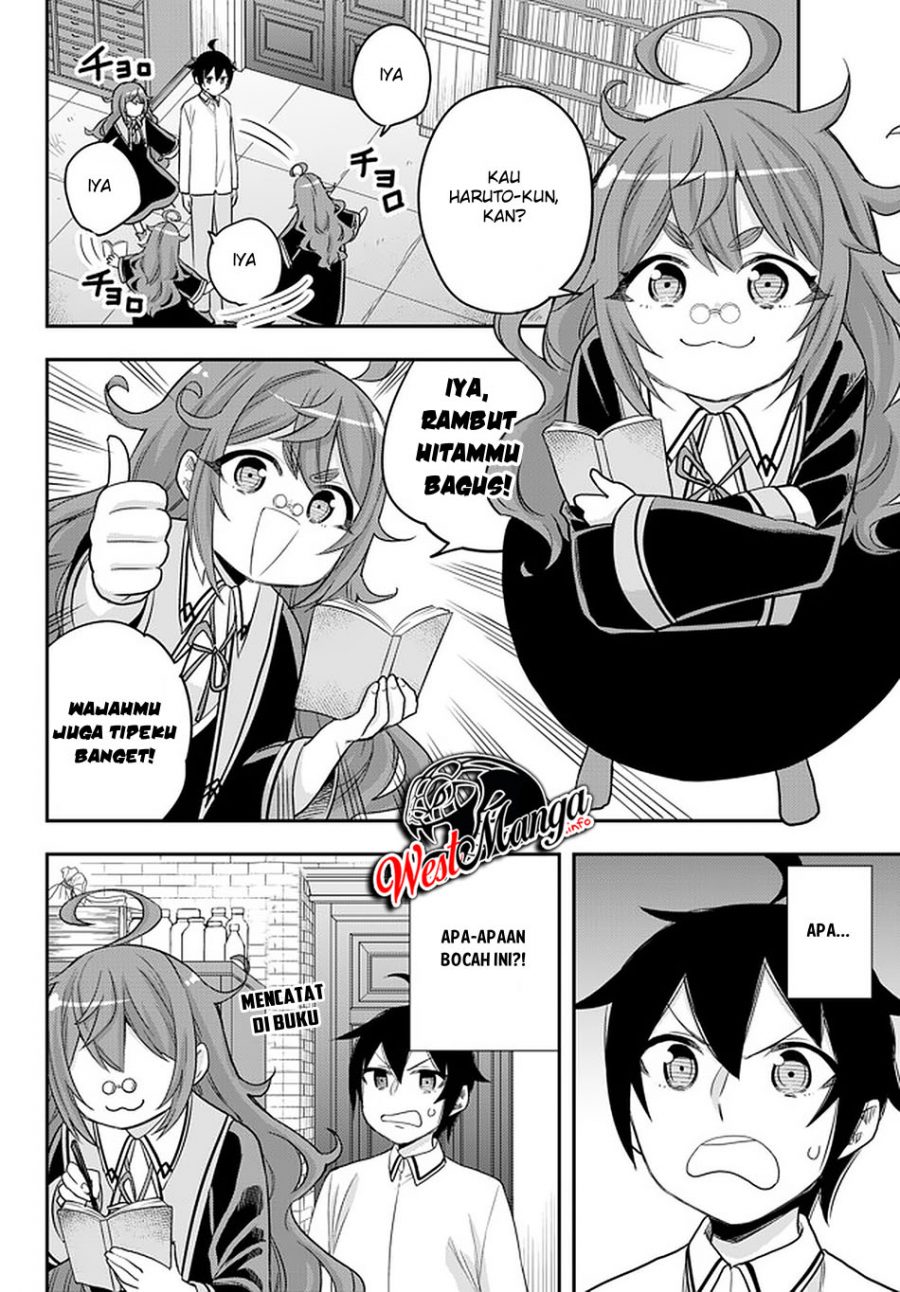 KAU
HARUTO-KUN,
KAN?
IYA
チョロ
IYA
チョロ
IYA
チョロ
IYA,
RAMBUT
HITAMMU
BAGUS!
WAJAHMU
JUGA TIPEKU
BANGET!
WestManga
.info
APA...
APA-APAAN
BOCAH INI?!
MENCATAT
DI BUKU